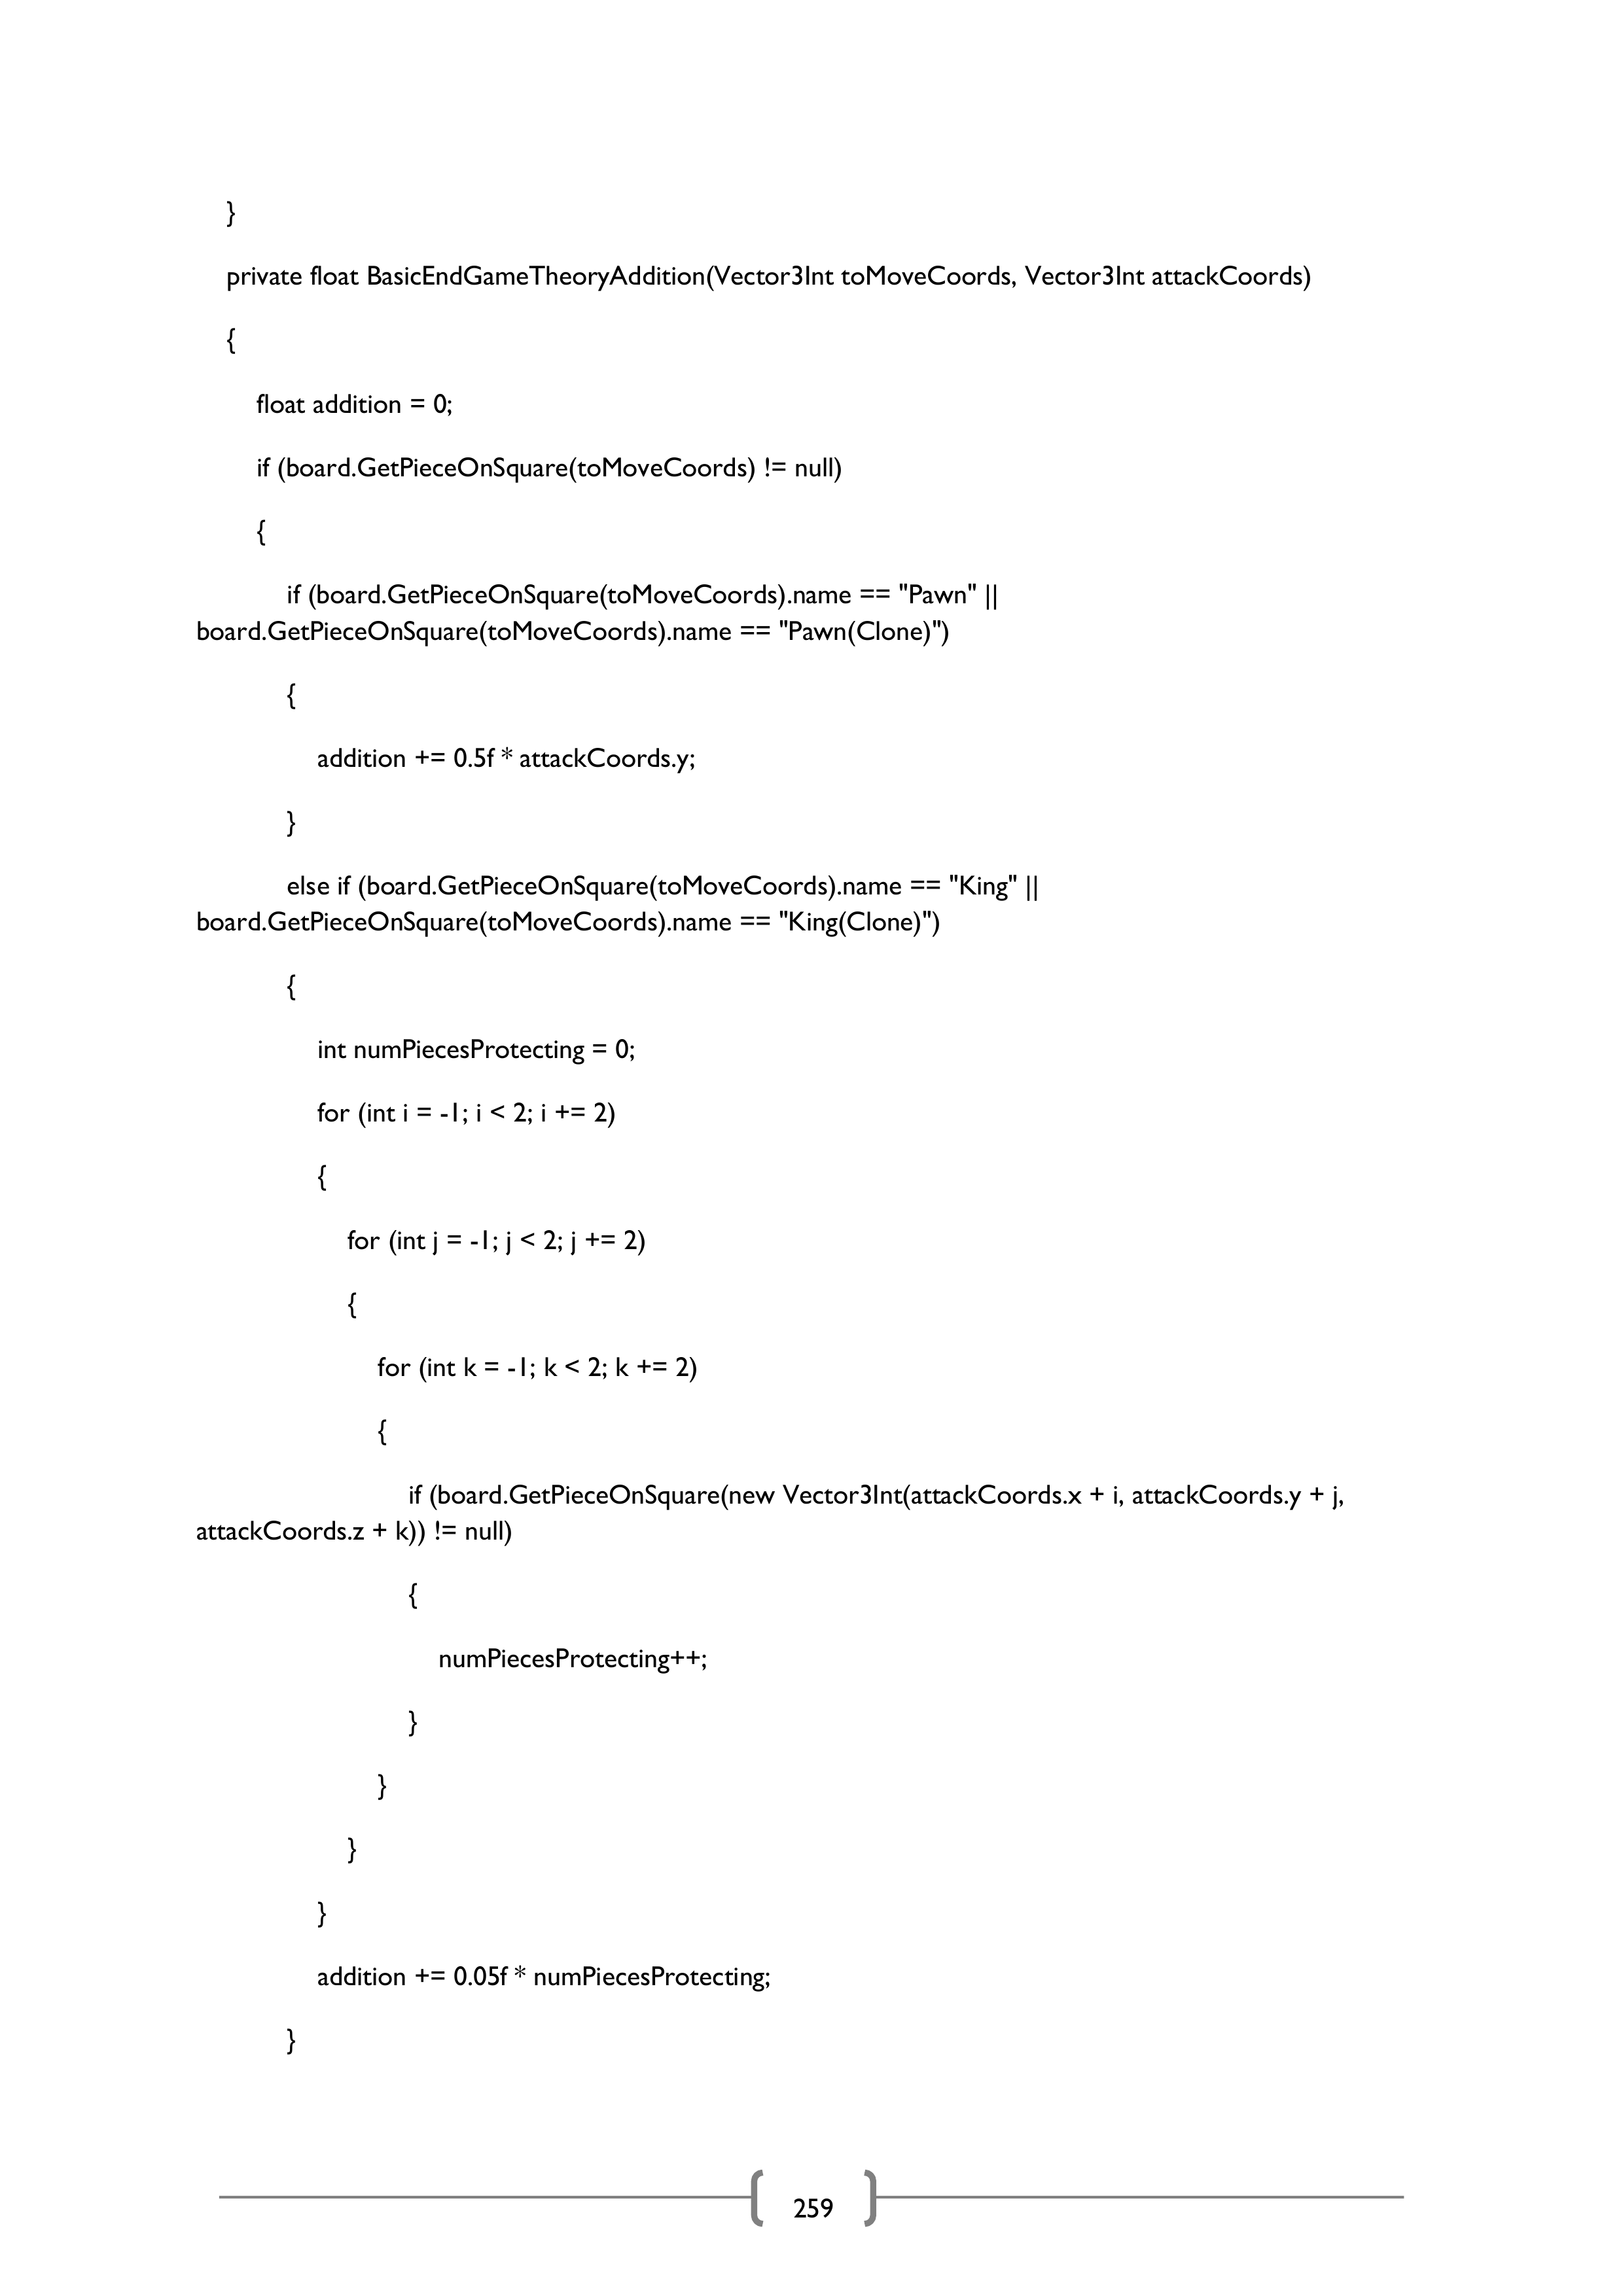 }
private float BasicEndGameTheoryAddition(Vector3Int toMoveCoords, Vector3Int attackCoords)
{
float addition = 0;
if (board.GetPieceOnSquare(toMoveCoords) != null)
{
if (board.GetPieceOnSquare(toMoveCoords).name == "Pawn" ||
board.GetPieceOnSquare(toMoveCoords).name == "Pawn(Clone)")
{
addition += 0.5f * attackCoords.y;
}
else if (board.GetPieceOnSquare(toMoveCoords).name == "King" ||
board.GetPieceOnSquare(toMoveCoords).name == "King(Clone)")
{
int numPiecesProtecting = 0;
for (int i = -1; i < 2; i += 2)
{
for (int j = -1; j < 2; j += 2)
{
for (int k = -1; k < 2; k += 2)
{
if (board.GetPieceOnSquare(new Vector3Int(attackCoords.x + i, attackCoords.y + j,
attackCoords.z + k)) != null)
{
numPiecesProtecting++;
}
}
}
}
addition += 0.05f * numPiecesProtecting;
}
259